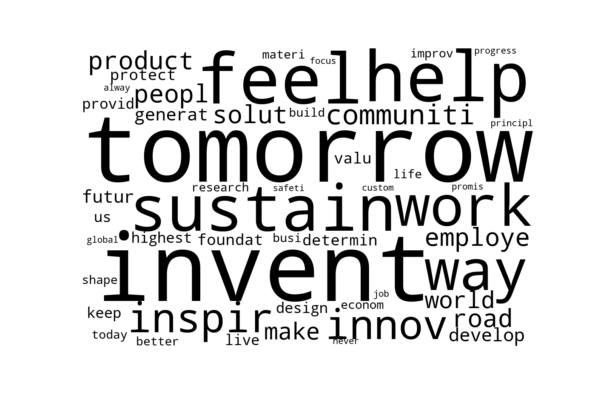 product materi focus improv progress
protect
feel help
alway
provid peopl
generat solut build communiti principl
tomorrow
valu
life
research safeti custom promis
futur
sustain work
us
global highest foundat busi determin employe
invent way
shape
job world
keep inspir design econom
make innov road
today better live never develop